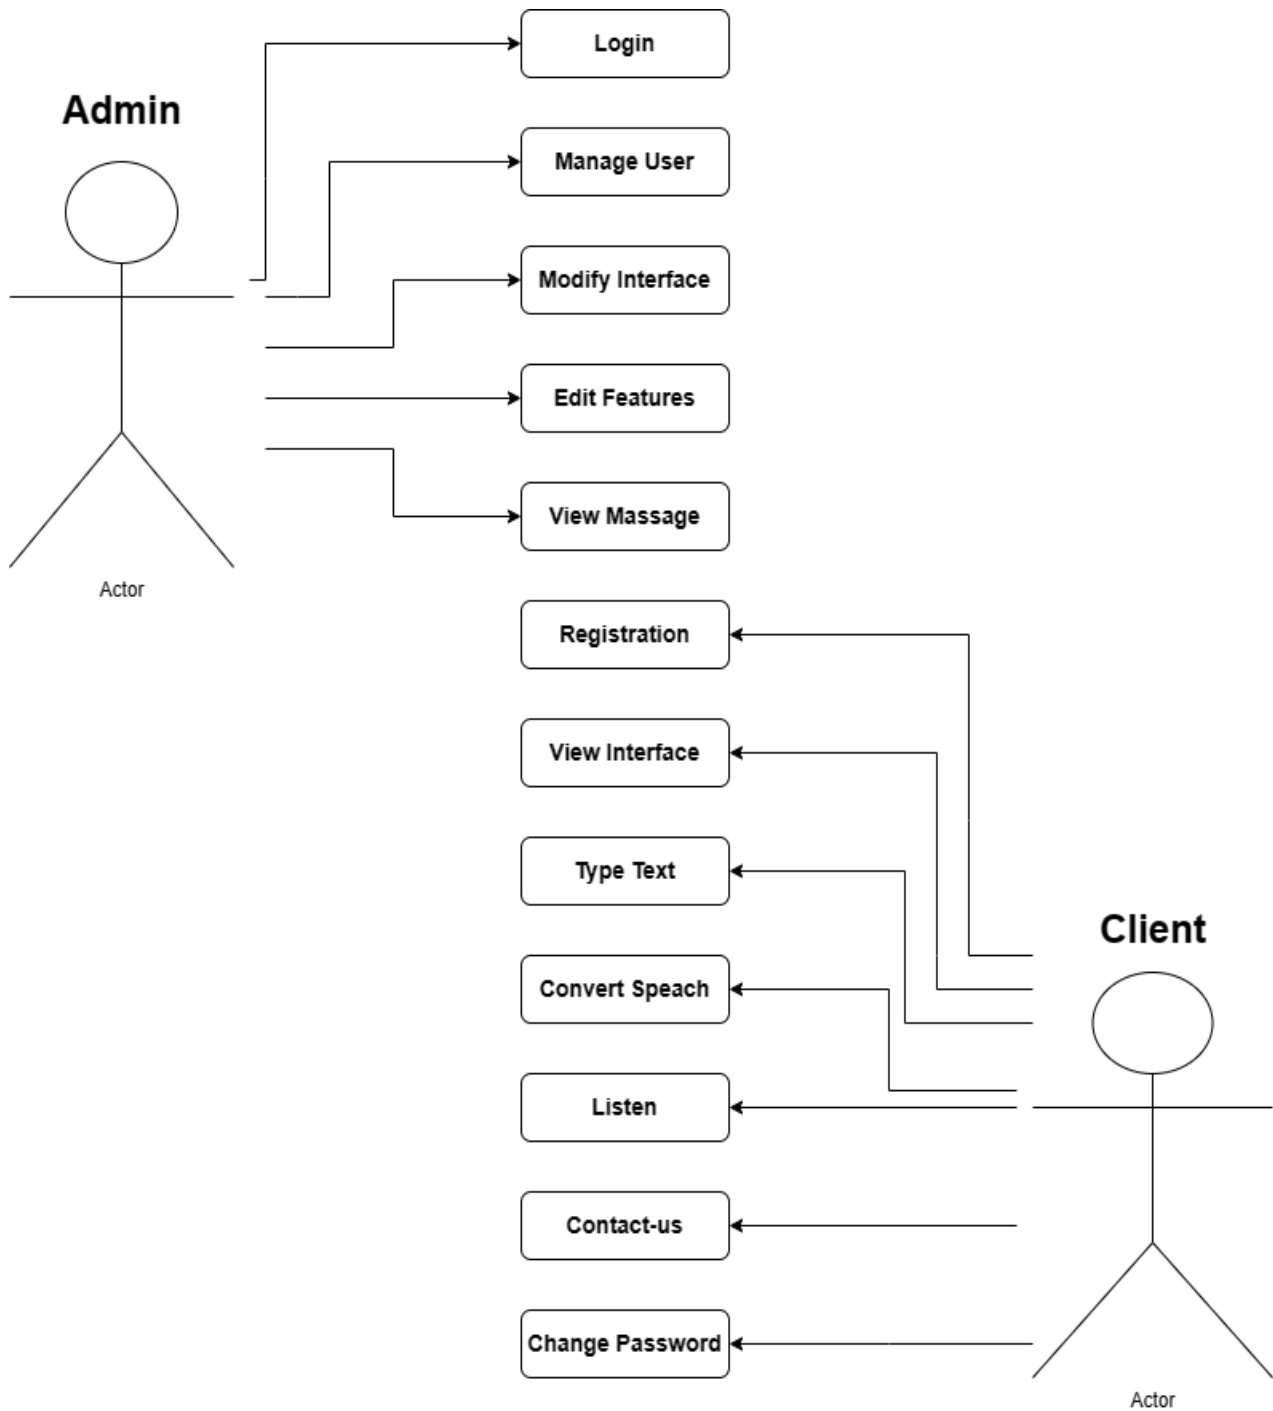 Login
Admin
Manage User
Modify Interface
Edit Features
View Massage
Actor
Registration
View Interface
Type Text
Client
Convert Speach
Listen
Contact-us
Change Password
Actor